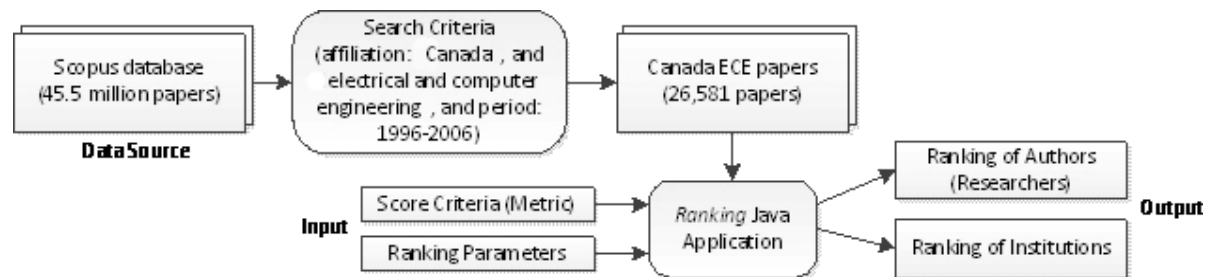 Scopus database
(45.5 million papers)
DataSource
Search Criteria
(affiliation: Canada , and
electrical and computer
engineering , and period:
1996-2006)
Canada ECE papers
(26,581 papers)
Input
Score Criteria (Metric)
Ranking Parameters
Ranking Java
Application
Ranking of Authors
(Researchers)
Ranking of Institutions
Output